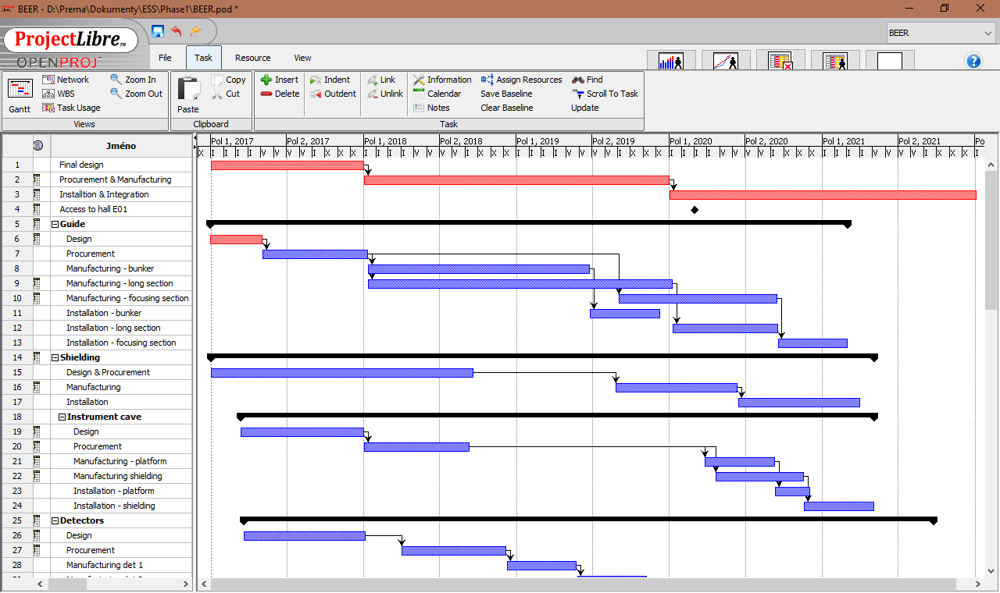 BEER - D:\Prema\Dokumenty\ESS\Phase1\BEER.pod *
ProjectLibre™
OPENPROJ
BEER
File Task Resource View
Network Zoom In Copy Insert Indent Link Information Assign Resources Find
WBS Zoom Out Cut Delete Outdent Unlink Calendar Save Baseline Scroll To Task
Gantt Task Usage Paste Notes Clear Baseline Update
Views Clipboard Task
Jméno
Pol 1, 2017 Pol 2, 2017 Pol 1, 2018 Pol 2, 2018 Pol 1, 2019 Pol 2, 2019 Pol 1, 2020 Pol 2, 2020 Pol 1, 2021 Pol 2, 2021 Po
1 Final design
2 Procurement & Manufacturing
3 Installtion & Integration
4 Access to hall E01
5 Guide
6 Design
7 Procurement
8 Manufacturing - bunker
9 Manufacturing - long section
10 Manufacturing - focusing section
11 Installation - bunker
12 Installation - long section
13 Installation - focusing section
14 Shielding
15 Design & Procurement
16 Manufacturing
17 Installation
18 Instrument cave
19 Design
20 Procurement
21 Manufacturing - platform
22 Manufacturing shielding
23 Installation - platform
24 Installation - shielding
25 Detectors
26 Design
27 Procurement
28 Manufacturing det 1